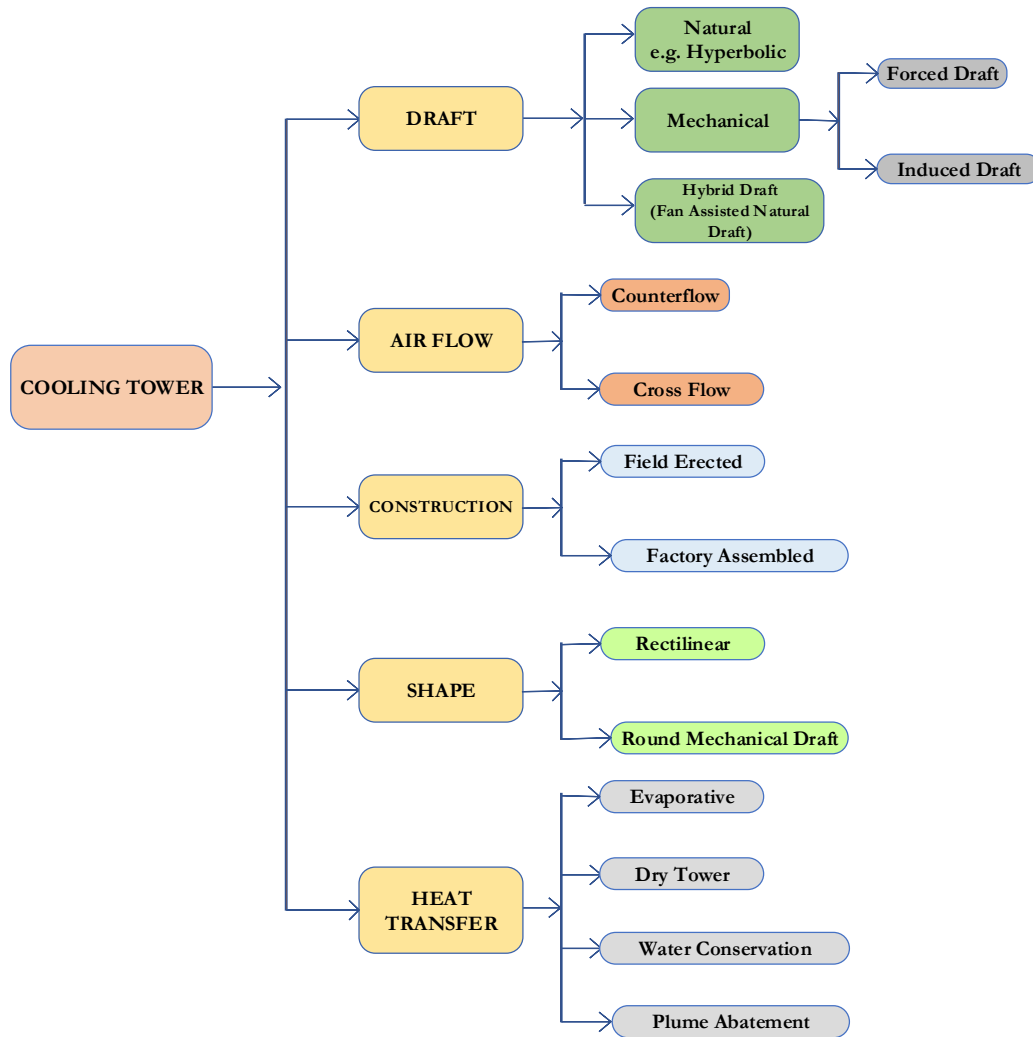 COOLING TOWER
DRAFT
Natural
e.g. Hyperbolic
Mechanical
Forced Draft
Induced Draft
Hybrid Draft
(Fan Assisted Natural
Draft)
AIR FLOW
Counterflow
Cross Flow
CONSTRUCTION
Field Erected
Factory Assembled
SHAPE
Rectilinear
Round Mechanical Draft
HEAT
TRANSFER
Evaporative
Dry Tower
Water Conservation
Plume Abatement